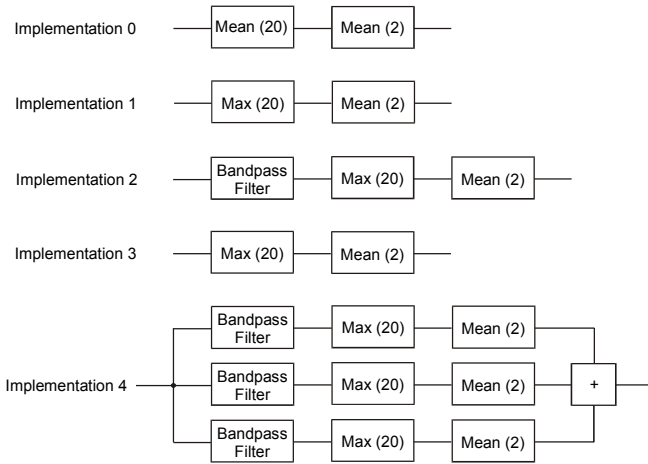 Implementation 0 Mean (20) Mean (2)
Implementation 1 Max (20) Mean (2)
Implementation 2 Bandpass Filter Max (20) Mean (2)
Implementation 3 Max (20) Mean (2)
Implementation 4
Bandpass Filter Max (20) Mean (2)
Bandpass Filter Max (20) Mean (2)
+
Bandpass Filter Max (20) Mean (2)